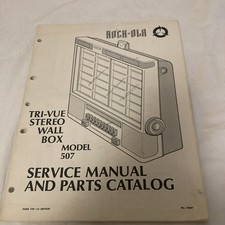 ROCK-OLA
TRI-VUE
STEREO
WALL
BOX
MODEL
507
SERVICE MANUAL
AND PARTS CATALOG